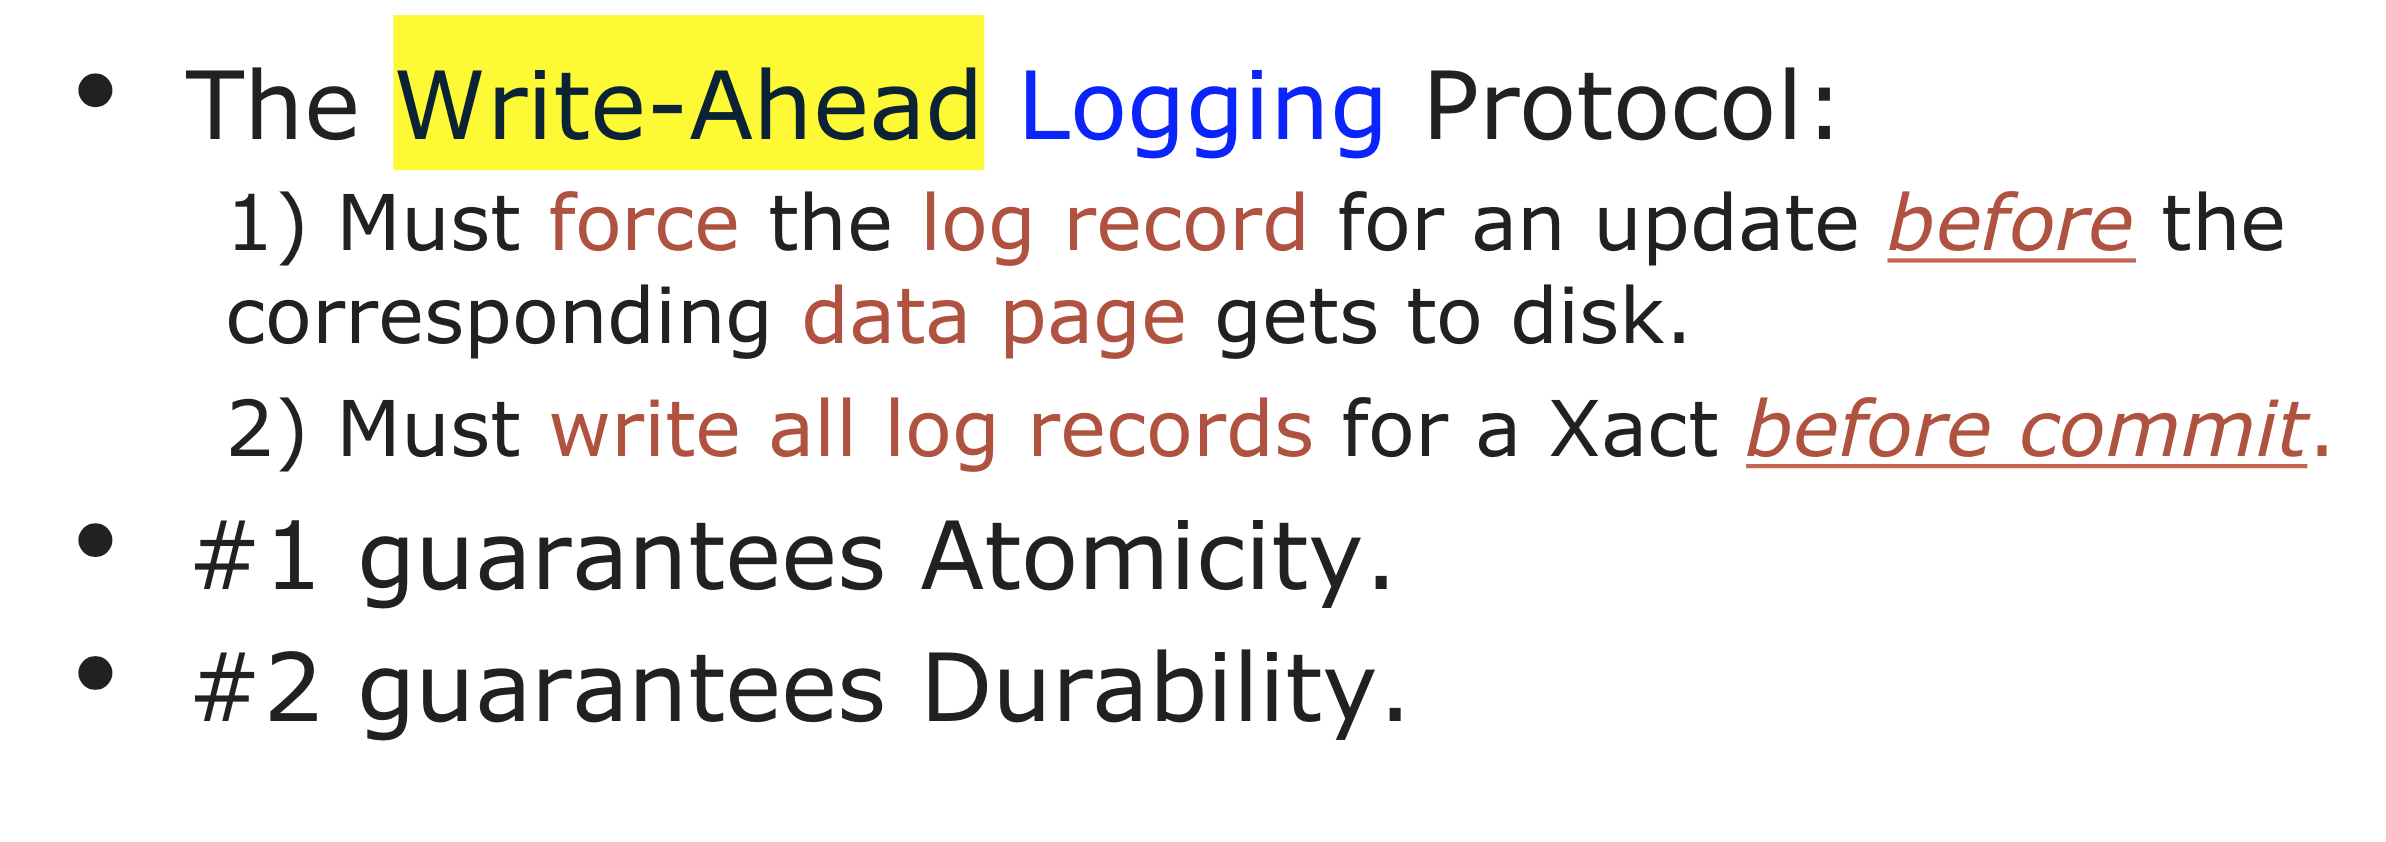 • The Write-Ahead Logging Protocol:
1) Must force the log record for an update before the
corresponding data page gets to disk.
2) Must write all log records for a Xact before commit.
• #1 guarantees Atomicity.
• #2 guarantees Durability.